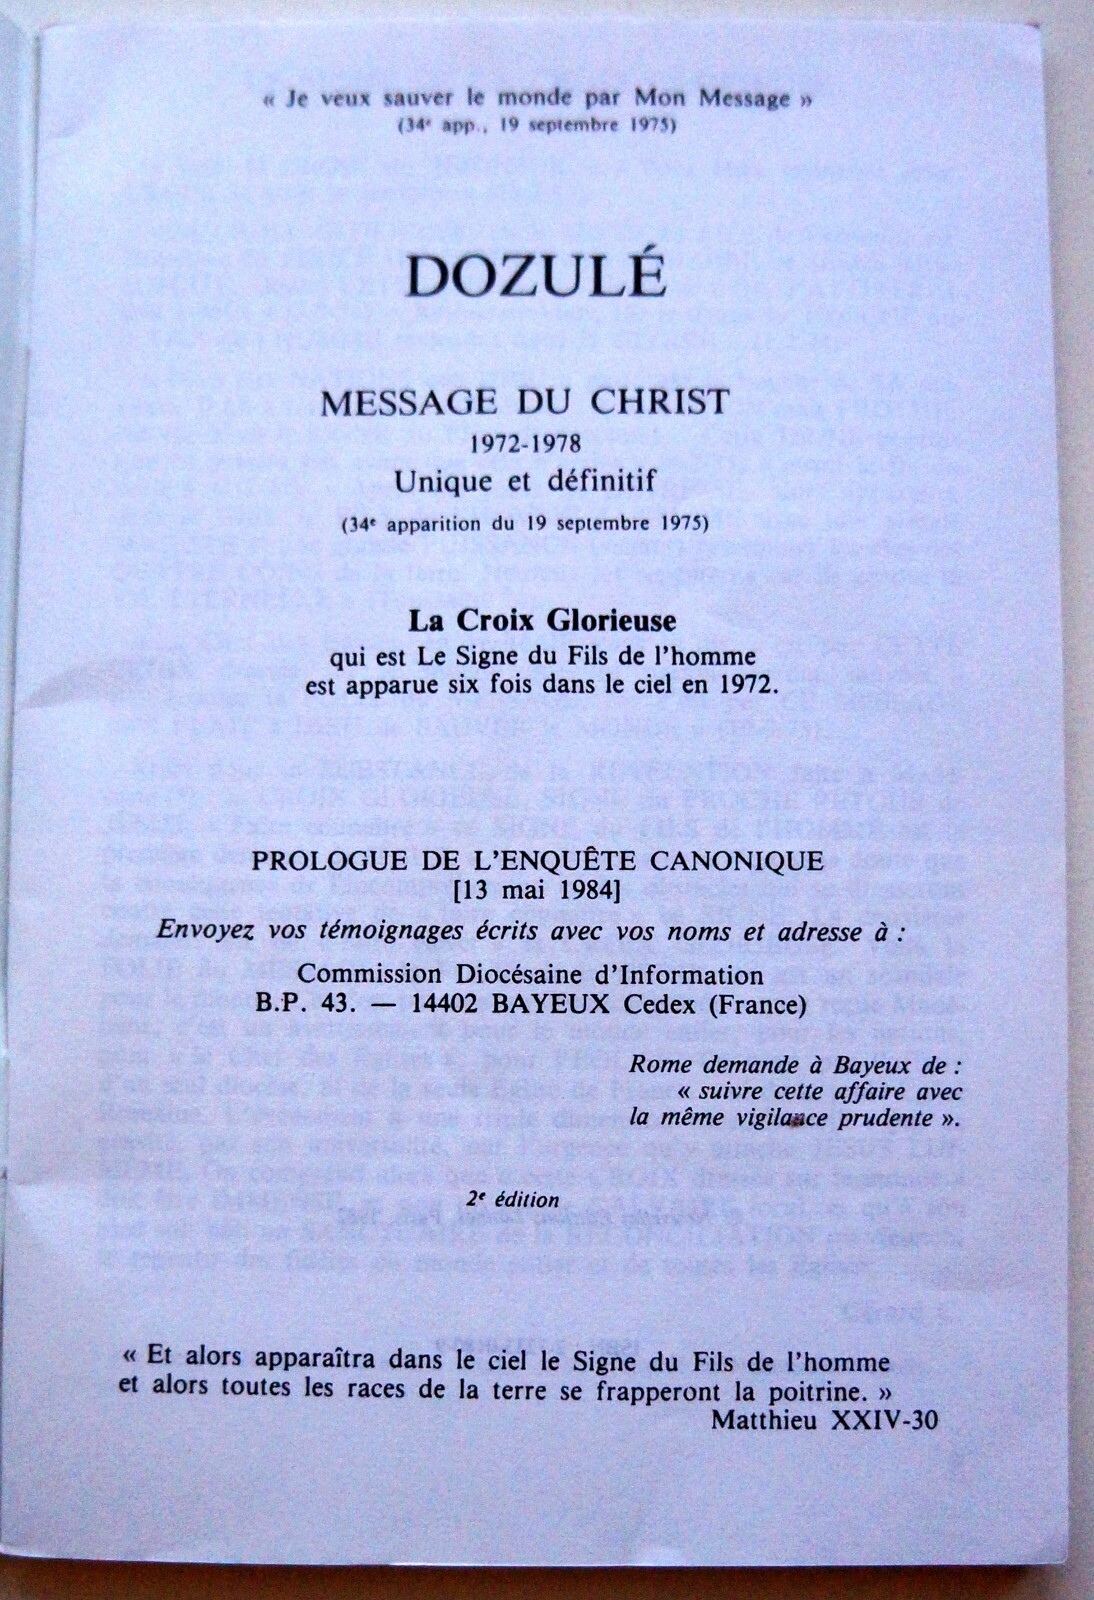 « Je veux sauver le monde par Mon Message »
(34e app., 19 septembre 1975)
DOZULÉ
MESSAGE DU CHRIST
1972-1978
Unique et définitif
(34e apparition du 19 septembre 1975)
La Croix Glorieuse
qui est Le Signe du Fils de l'homme
est apparue six fois dans le ciel en 1972.
PROLOGUE DE L'ENQUÊTE CANONIQUE
[13 mai 1984]
Envoyez vos témoignages écrits avec vos noms et adresse à :
Commission Diocésaine d'Information
B.P. 43. — 14402 BAYEUX Cedex (France)
Rome demande à Bayeux de :
« suivre cette affaire avec
la même vigilance prudente ».
2e édition
« Et alors apparaîtra dans le ciel le Signe du Fils de l'homme
et alors toutes les races de la terre se frapperont la poitrine. »
Matthieu XXIV-30